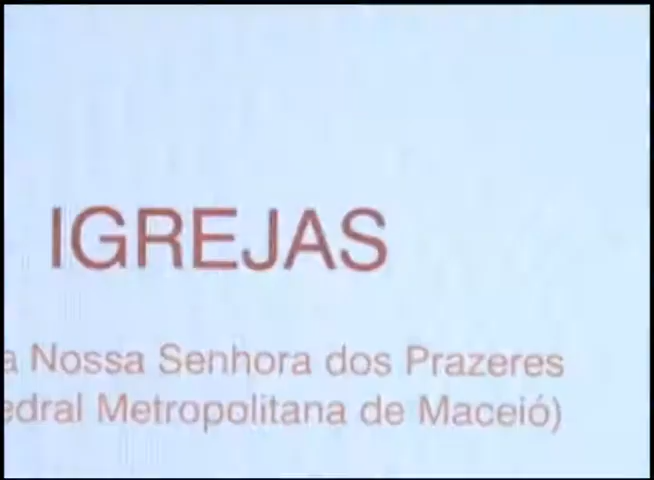 IGREJAS
a Nossa Senhora dos Prazeres
edral Metropolitana de Maceió)